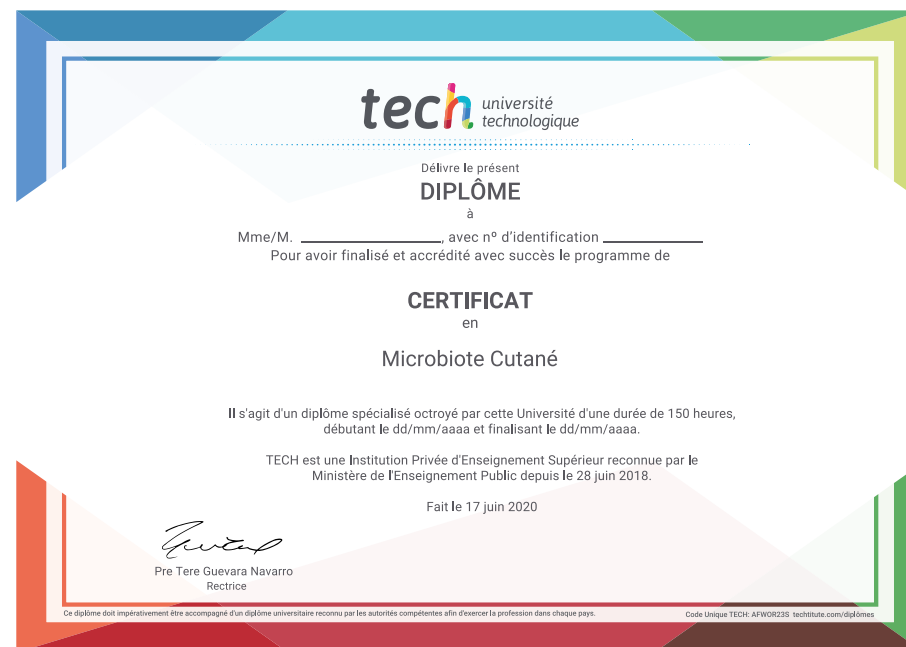 tech université
technologique
Délivre le présent
DIPLÔME
à
Mme/M. ____________________, avec nº d'identification ______________
Pour avoir finalisé et accrédité avec succès le programme de
CERTIFICAT
en
Microbiote Cutané
Il s'agit d'un diplôme spécialisé octroyé par cette Université d'une durée de 150 heures,
débutant le dd/mm/aaaa et finalisant le dd/mm/aaaa.
TECH est une Institution Privée d'Enseignement Supérieur reconnue par le
Ministère de l'Enseignement Public depuis le 28 juin 2018.
Fait le 17 juin 2020
Pre Tere Guevara Navarro
Rectrice
Ce diplôme doit impérativement être accompagné d'un diplôme universitaire reconnu par les autorités compétentes afin d'exercer la profession dans chaque pays.
Code Unique TECH: AFWOR23S techtitute.com/diplômes